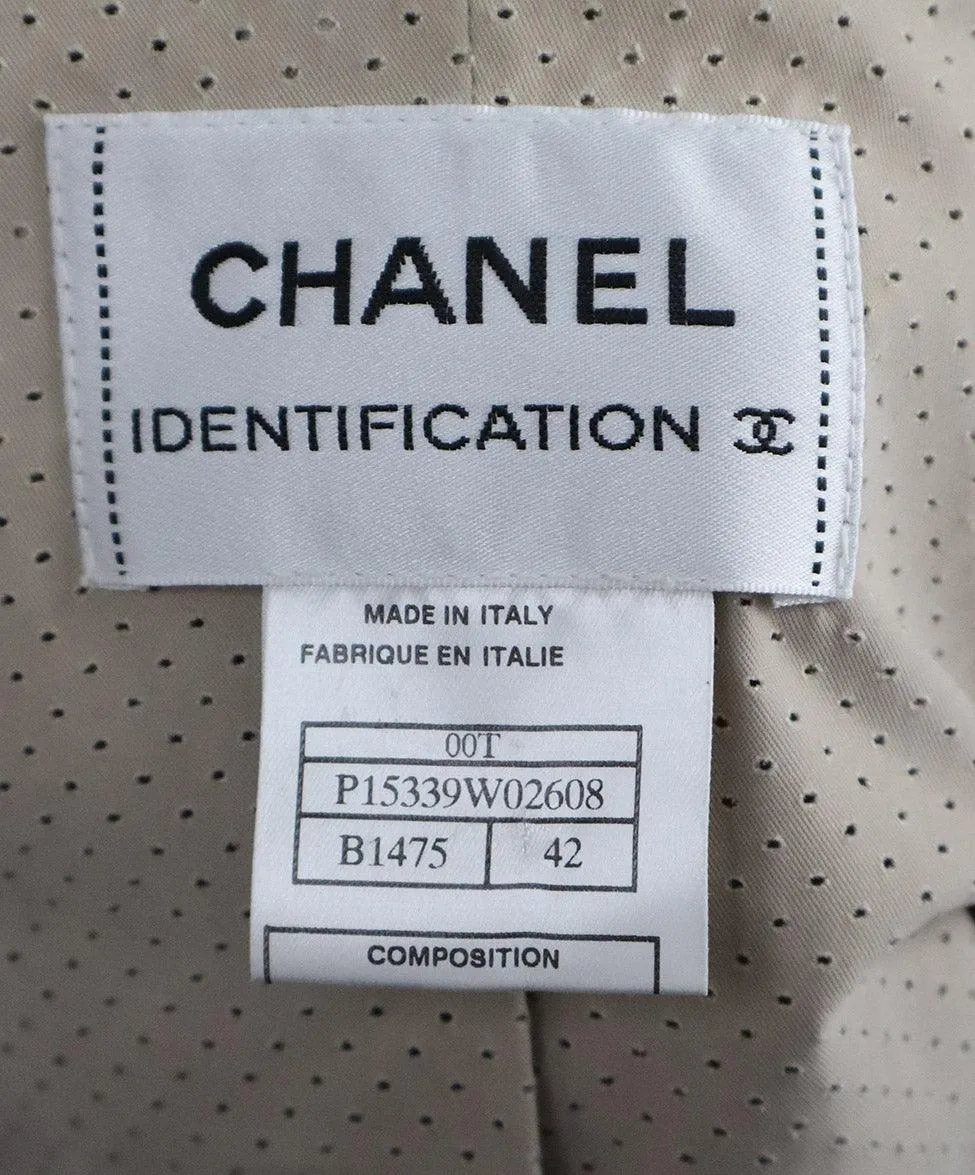 CHANEL
IDENTIFICATION
MADE IN ITALY
FABRIQUE EN ITALIE
00T
P15339W02608
B1475 42
COMPOSITION